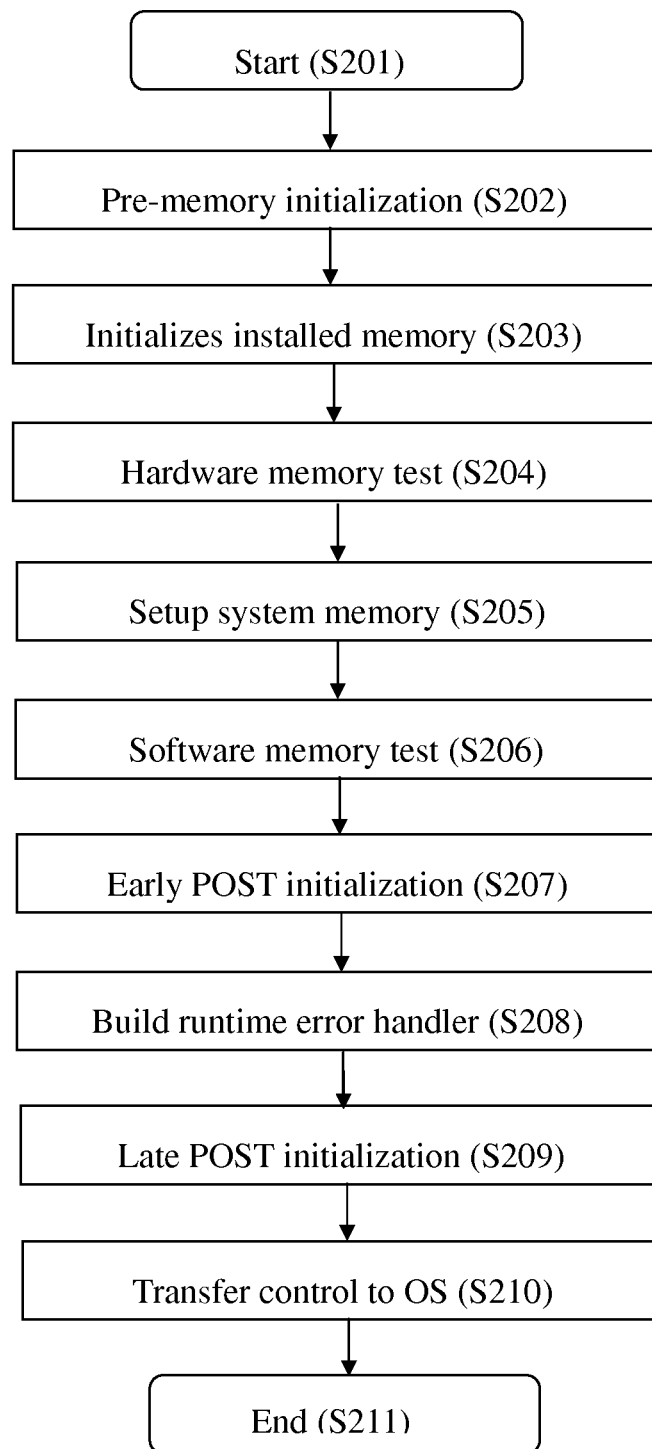 Start (S201)
Pre-memory initialization (S202)
Initializes installed memory (S203)
Hardware memory test (S204)
Setup system memory (S205)
Software memory test (S206)
Early POST initialization (S207)
Build runtime error handler (S208)
Late POST initialization (S209)
Transfer control to OS (S210)
End (S211)